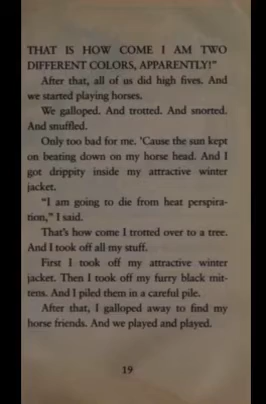 THAT IS HOW COME I AM TWO
DIFFERENT COLORS, APPARENTLY!"
After that, all of us did high fives. And
we started playing horses.
We galloped. And trotted. And snorted.
And snuffled.
Only too bad for me. 'Cause the sun kept
on beating down on my horse head. And I
got drippity inside my attractive winter
jacket.
"I am going to die from heat perspira-
tion," I said.
That's how come I trotted over to a tree.
And I took off all my stuff.
First I took off my attractive winter
jacket. Then I took off my furry black mit-
tens. And I piled them in a careful pile.
After that, I galloped away to find my
horse friends. And we played and played.
19